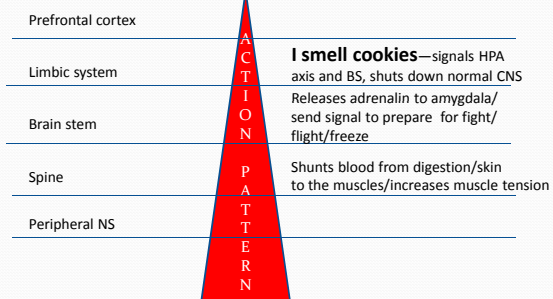 Prefrontal cortex
I smell cookies—signals HPA
axis and BS, shuts down normal CNS
Limbic system
Releases adrenalin to amygdala/
send signal to prepare for fight/
flight/freeze
Brain stem
Shunts blood from digestion/skin
to the muscles/increases muscle tension
Spine
Peripheral NS
A
C
T
I
O
N
P
A
T
T
E
R
N